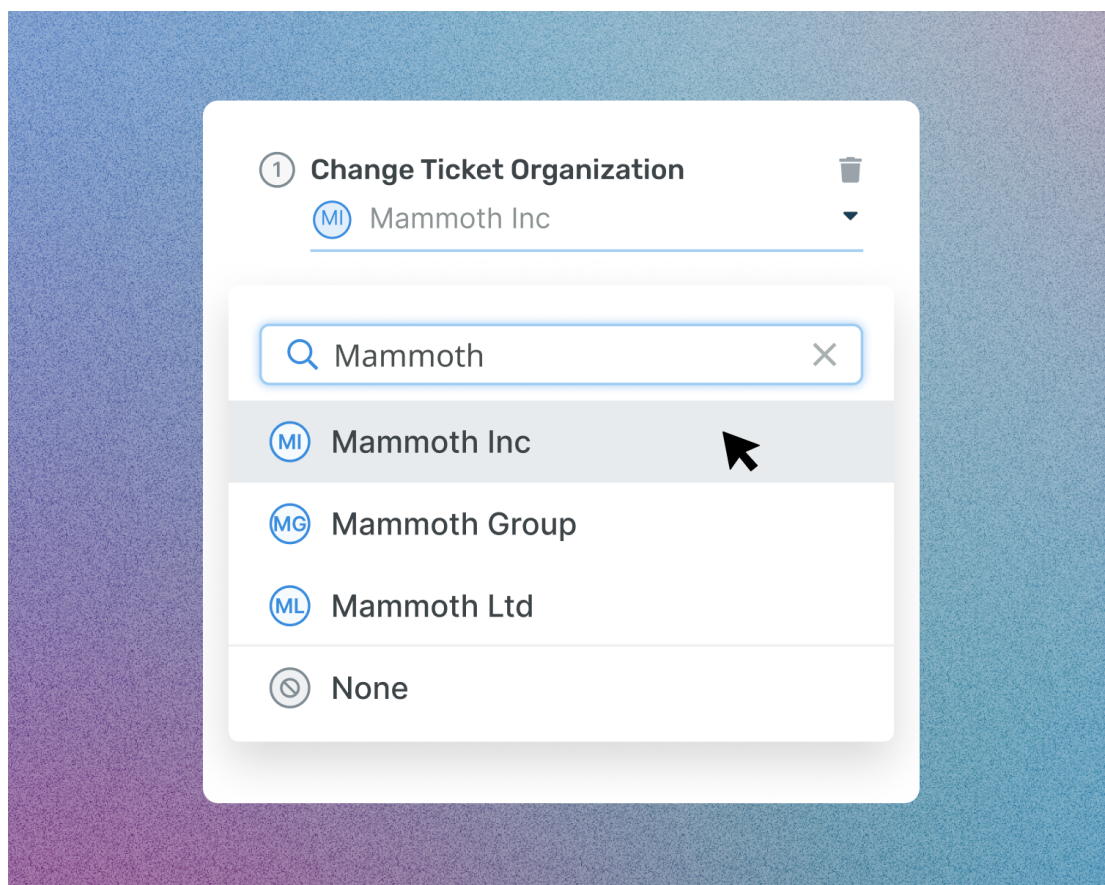 1 Change Ticket Organization
MI Mammoth Inc
Mammoth
MI Mammoth Inc
MG Mammoth Group
ML Mammoth Ltd
None